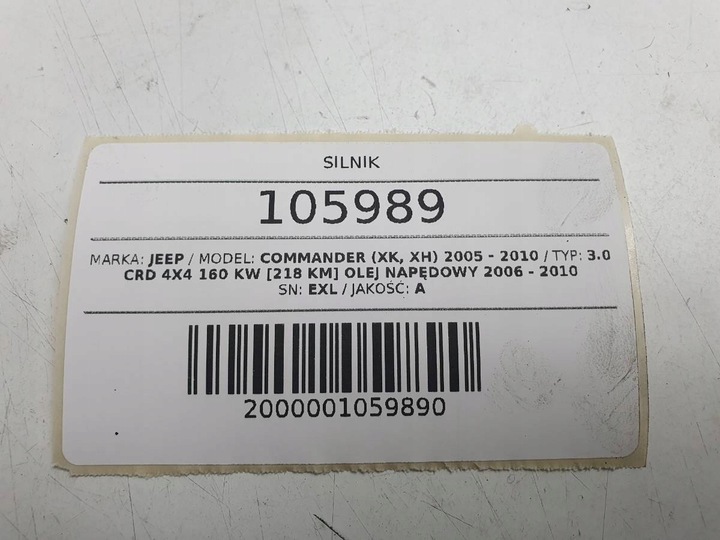 SILNIK
105989
MARKA: JEEP / MODEL: COMMANDER (XK, XH) 2005 - 2010 / TYP: 3.0
CRD 4X4 160 KW [218 KM] OLEJ NAPĘDOWY 2006 - 2010
SN: EXL / JAKOŚĆ: A
2000001059890